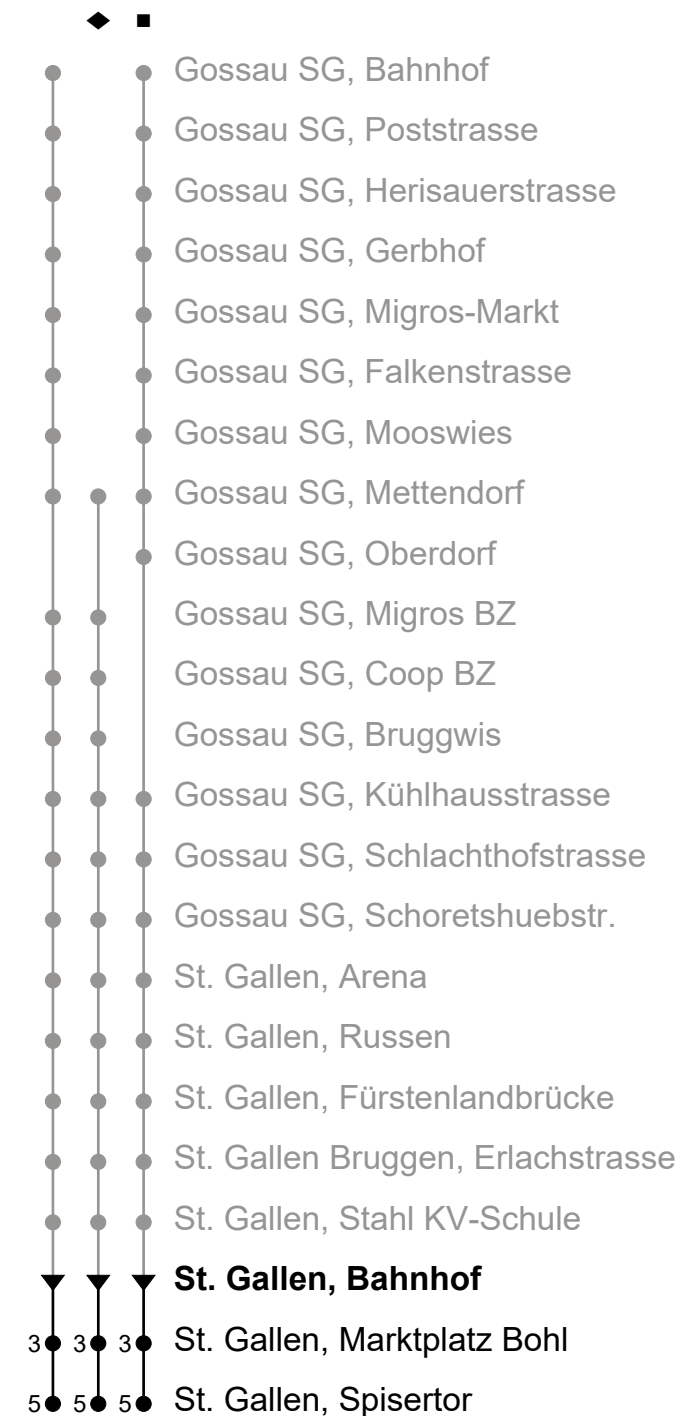 Gossau SG, Bahnhof
Gossau SG, Poststrasse
Gossau SG, Herisauerstrasse
Gossau SG, Gerbhof
Gossau SG, Migros-Markt
Gossau SG, Falkenstrasse
Gossau SG, Mooswies
Gossau SG, Mettendorf
Gossau SG, Oberdorf
Gossau SG, Migros BZ
Gossau SG, Coop BZ
Gossau SG, Bruggwis
Gossau SG, Kühlhausstrasse
Gossau SG, Schlachthofstrasse
Gossau SG, Schoretshuebstr.
St. Gallen, Arena
St. Gallen, Russen
St. Gallen, Fürstenlandbrücke
St. Gallen Bruggen, Erlachstrasse
St. Gallen, Stahl KV-Schule
St. Gallen, Bahnhof
3 3 3 St. Gallen, Marktplatz Bohl
5 5 5 St. Gallen, Spisertor